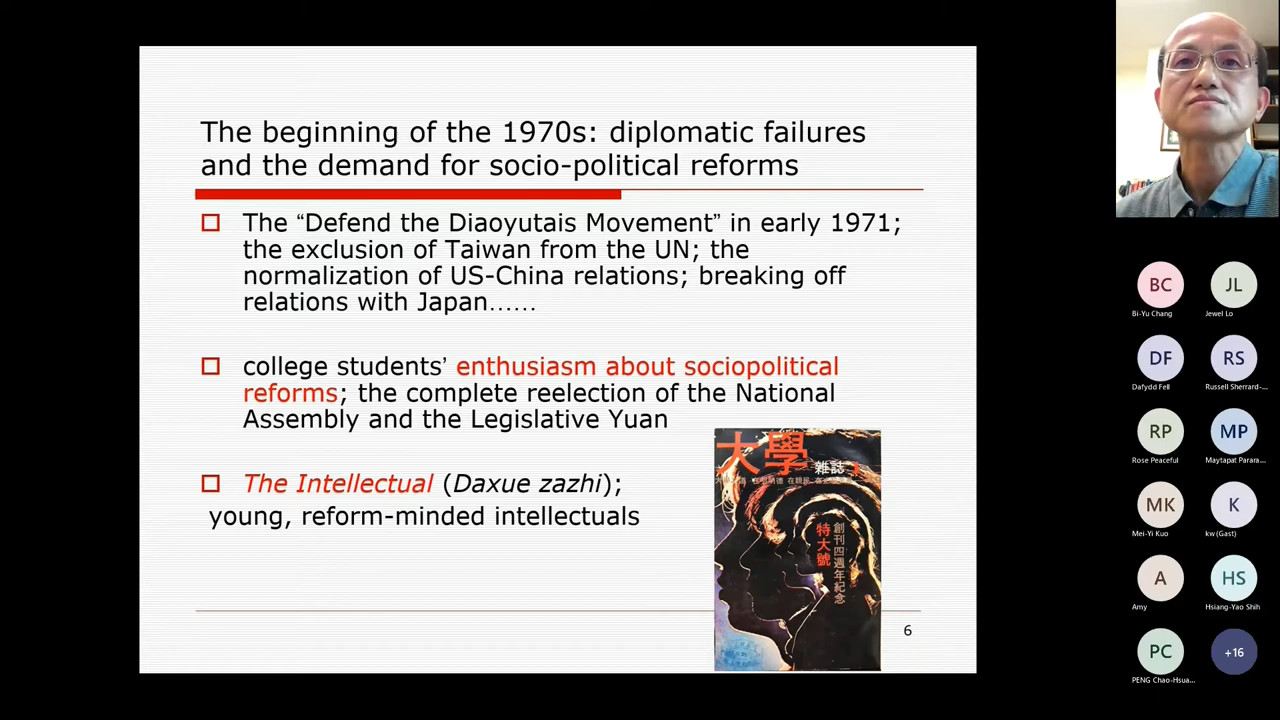 The beginning of the 1970s: diplomatic failures
and the demand for socio-political reforms
The “Defend the Diaoyutais Movement” in early 1971;
the exclusion of Taiwan from the UN; the
normalization of US-China relations; breaking off
relations with Japan……
college students’ enthusiasm about sociopolitical
reforms; the complete reelection of the National
Assembly and the Legislative Yuan
The Intellectual (Daxue zazhi);
young, reform-minded intellectuals
大學
雜誌
創刊四週年紀念
特大號
6
BC
Bi-Yu Chang
JL
Jewel Lo
DF
Dafydd Fell
RS
Russell Sherrard-...
RP
Rose Peaceful
MP
Maytapat Parara...
MK
Mei-Yi Kuo
K
kw (Gast)
A
Amy
HS
Hsiang-Yao Shih
PC
PENG Chao-Hsua...
+16